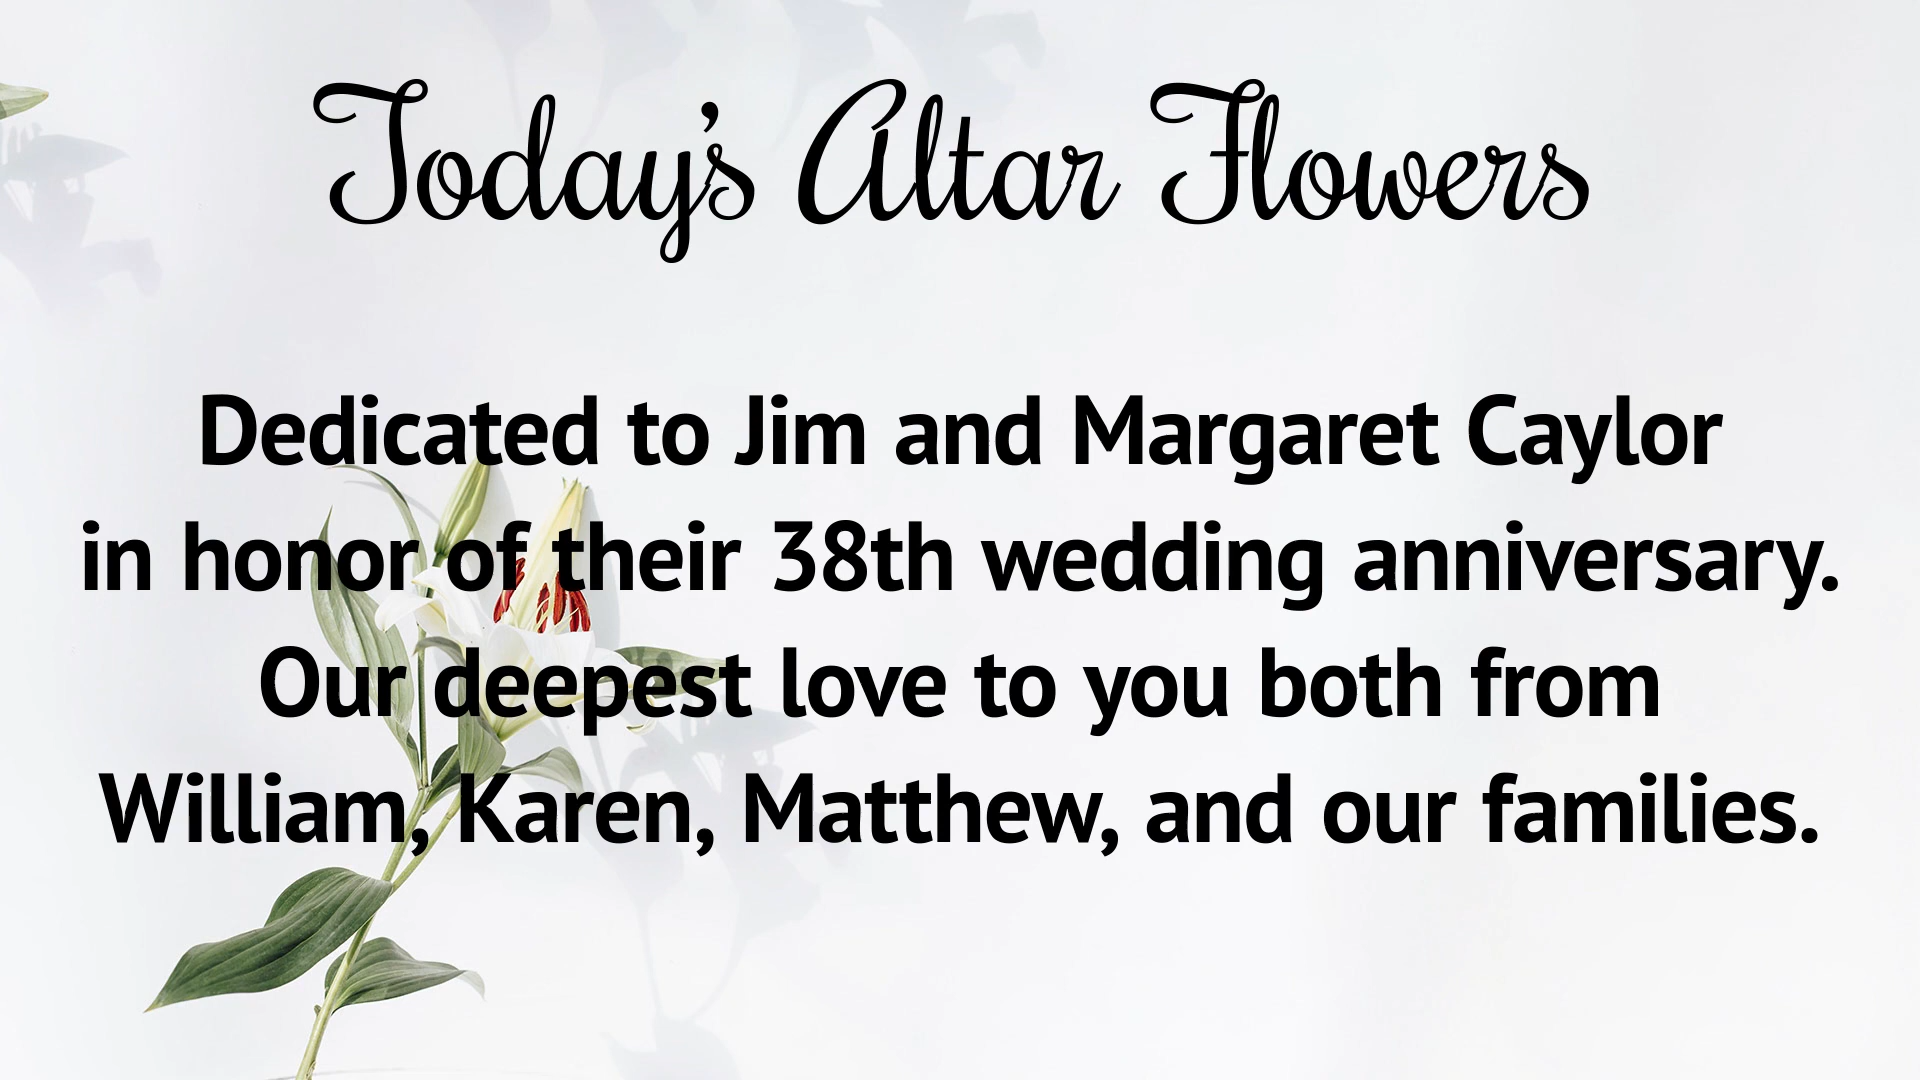 Today's Altar Flowers
Dedicated to Jim and Margaret Caylor
in honor of their 38th wedding anniversary.
Our deepest love to you both from
William, Karen, Matthew, and our families.